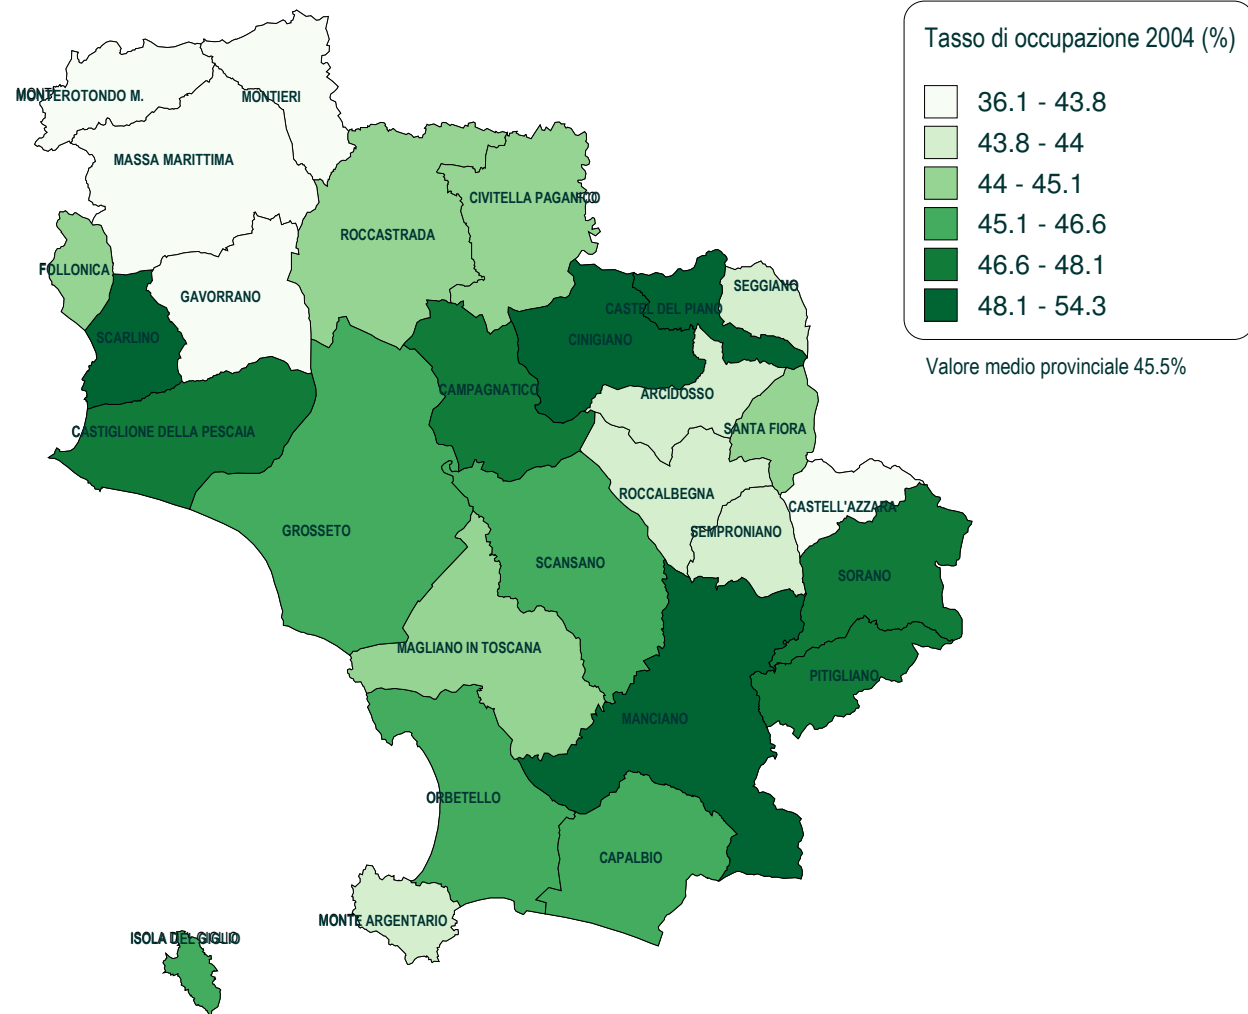 Tasso di occupazione 2004 (%)
36.1 - 43.8
43.8 - 44
44 - 45.1
45.1 - 46.6
46.6 - 48.1
48.1 - 54.3
Valore medio provinciale 45.5%
MONTEROTONDO M.
MONTIERI
MASSA MARITTIMA
CIVITELLA PAGANICO
ROCCASTRADA
FOLLONICA
SEGGIANO
GAVORRANO
CASTEL DEL PIANO
SCARLINO
CINIGIANO
CAMPAGNATICO
ARCIDOSSO
CASTIGLIONE DELLA PESCAIA
SANTA FIORA
ROCCALBEGNA
CASTELL'AZZARA
GROSSETO
SEMPRONIANO
SCANSANO
SORANO
MAGLIANO IN TOSCANA
PITIGLIANO
MANCIANO
ORBETELLO
CAPALBIO
MONTE ARGENTARIO
ISOLA DEL GIGLIO